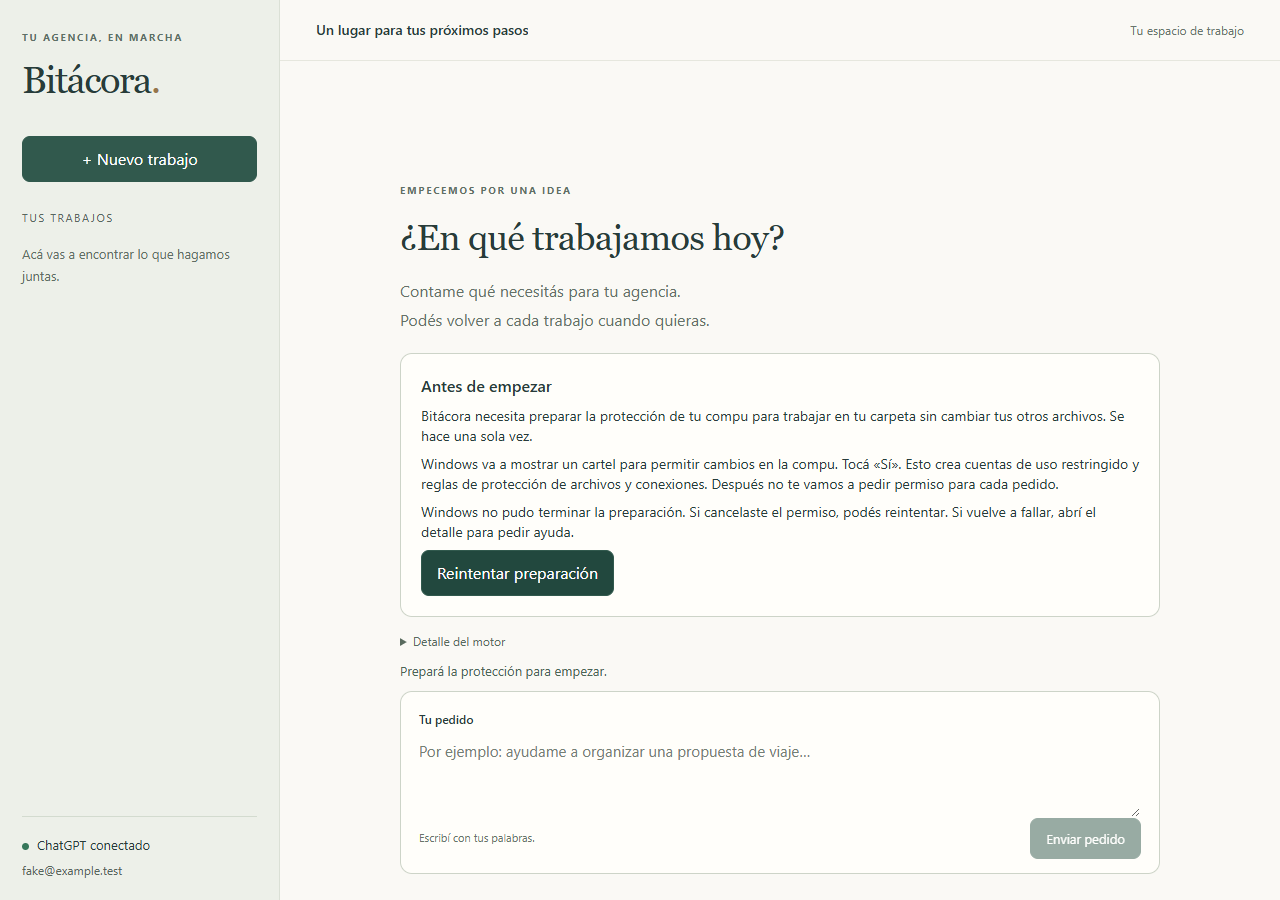 TU AGENCIA, EN MARCHA
Bitácora.
+ Nuevo trabajo
TUS TRABAJOS
Acá vas a encontrar lo que hagamos
juntas.
ChatGPT conectado
fake@example.test
Un lugar para tus próximos pasos
Tu espacio de trabajo
EMPECEMOS POR UNA IDEA
¿En qué trabajamos hoy?
Contame qué necesitás para tu agencia.
Podés volver a cada trabajo cuando quieras.
Antes de empezar
Bitácora necesita preparar la protección de tu compu para trabajar en tu carpeta sin cambiar tus otros archivos. Se
hace una sola vez.
Windows va a mostrar un cartel para permitir cambios en la compu. Tocá «Sí». Esto crea cuentas de uso restringido y
reglas de protección de archivos y conexiones. Después no te vamos a pedir permiso para cada pedido.
Windows no pudo terminar la preparación. Si cancelaste el permiso, podés reintentar. Si vuelve a fallar, abrí el
detalle para pedir ayuda.
Reintentar preparación
Detalle del motor
Prepará la protección para empezar.
Tu pedido
Por ejemplo: ayudame a organizar una propuesta de viaje...
Escribí con tus palabras.
Enviar pedido